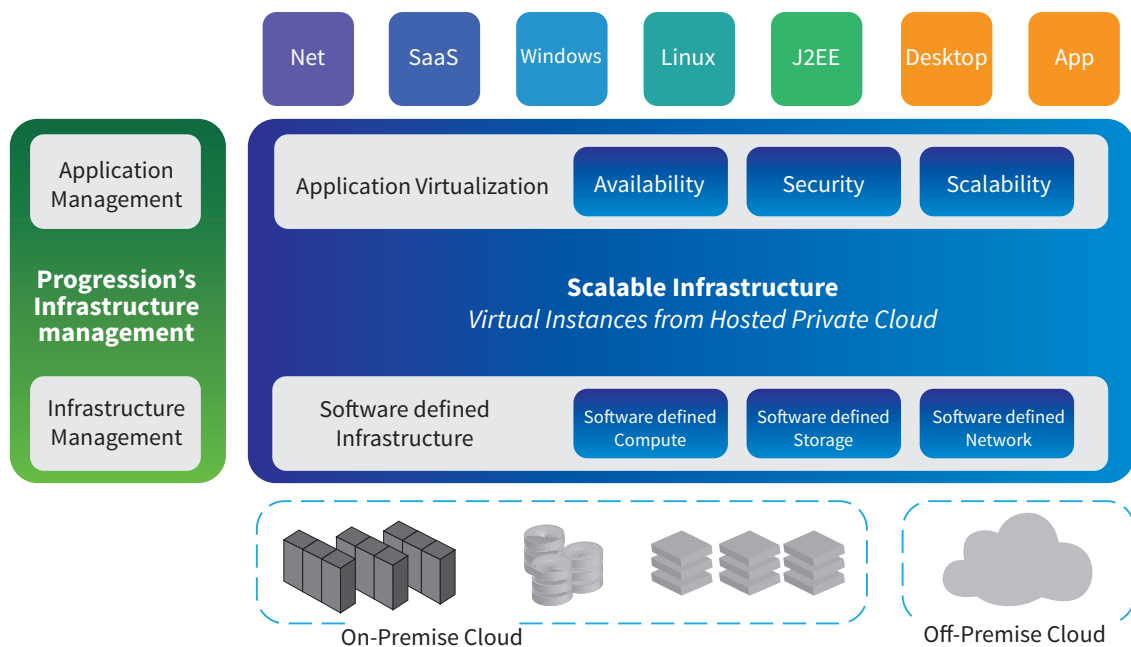 Net
SaaS
Windows
Linux
J2EE
Desktop
App
Application
Management
Progression’s
Infrastructure
management
Infrastructure
Management
Application Virtualization
Availability
Security
Scalability
Scalable Infrastructure
Virtual Instances from Hosted Private Cloud
Software defined
Infrastructure
Software defined
Compute
Software defined
Storage
Software defined
Network
On-Premise Cloud
Off-Premise Cloud